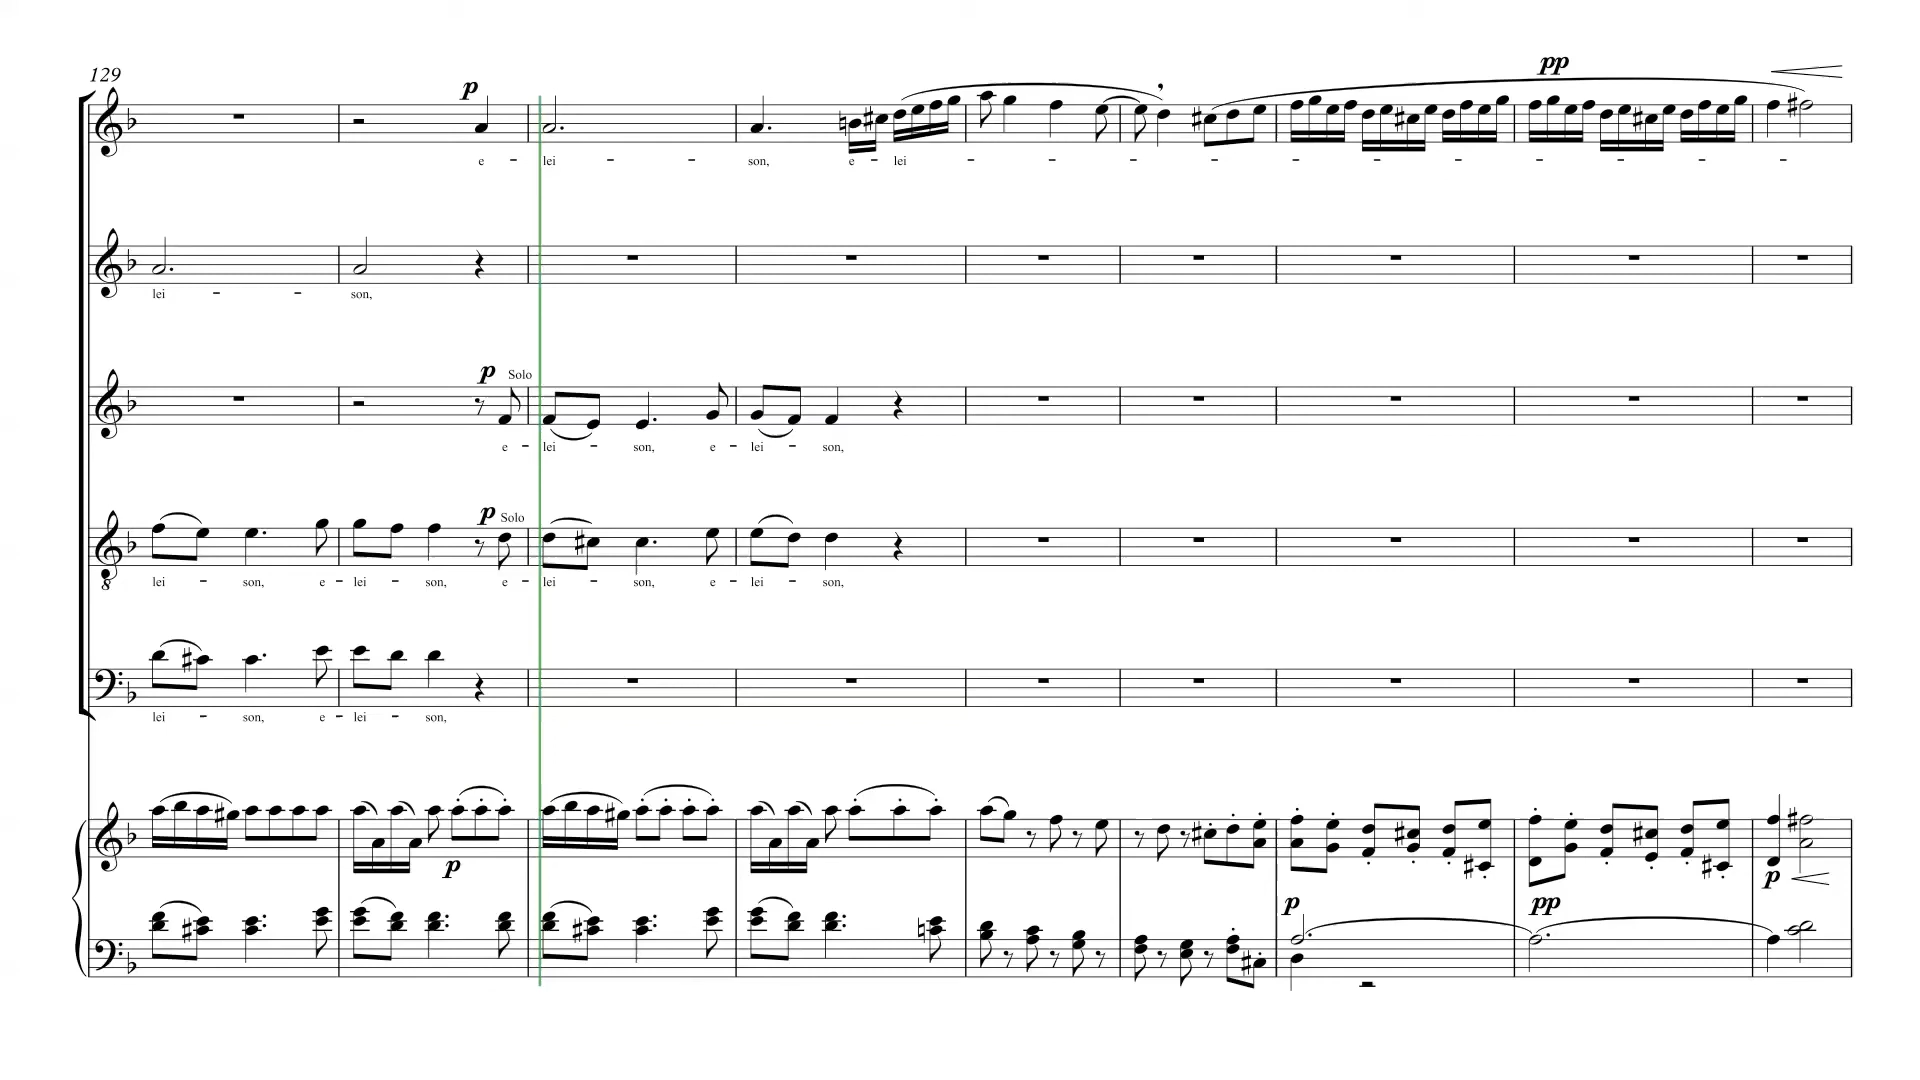 129
p
pp
e - lei - - son, e - lei - - - - - - - - - - -
lei - - son,
p Solo
e - lei - son, e - lei - son,
p Solo
lei - son, e - lei - son, e - lei - son, e - lei - son,
lei - son, e - lei - son,
p
p
p pp